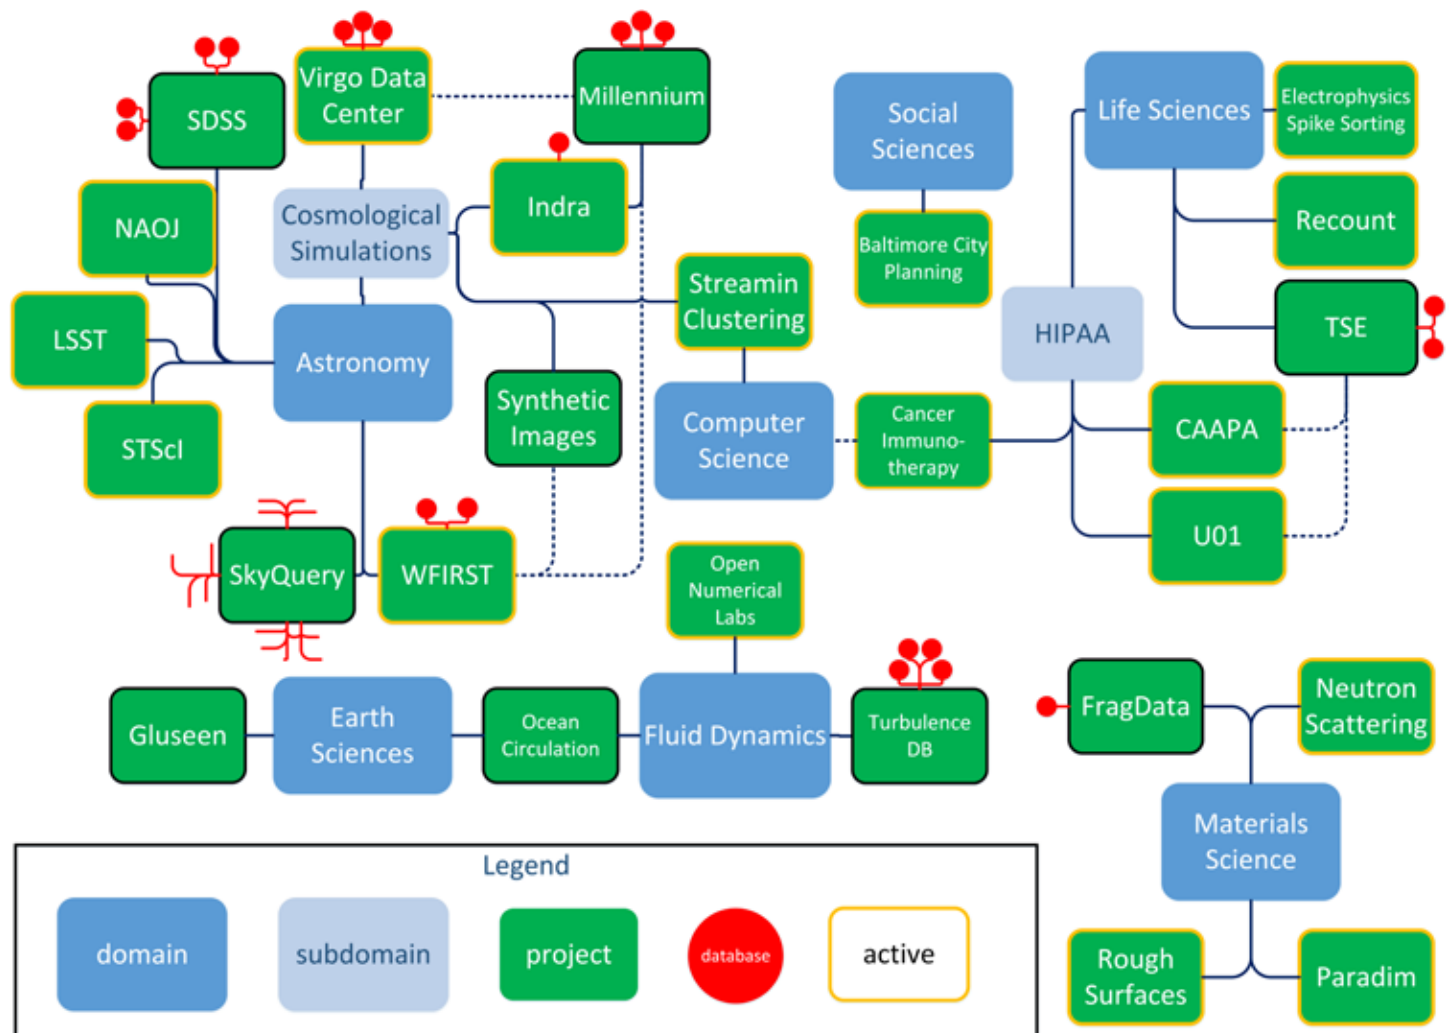 Virgo Data
Center
Millennium
SDSS
Social
Sciences
Life Sciences
Electrophysics
Spike Sorting
Indra
NAOJ
Cosmological
Simulations
Recount
Baltimore City
Planning
Streamin
Clustering
LSST
Astronomy
HIPAA
TSE
Synthetic
Images
Computer
Science
Cancer
Immuno-
therapy
CAAPA
STScI
U01
SkyQuery
WFIRST
Open
Numerical
Labs
Gluseen
Earth
Sciences
Ocean
Circulation
Fluid Dynamics
Turbulence
DB
FragData
Neutron
Scattering
Materials
Science
Rough
Surfaces
Paradim
Legend
domain
subdomain
project
database
active